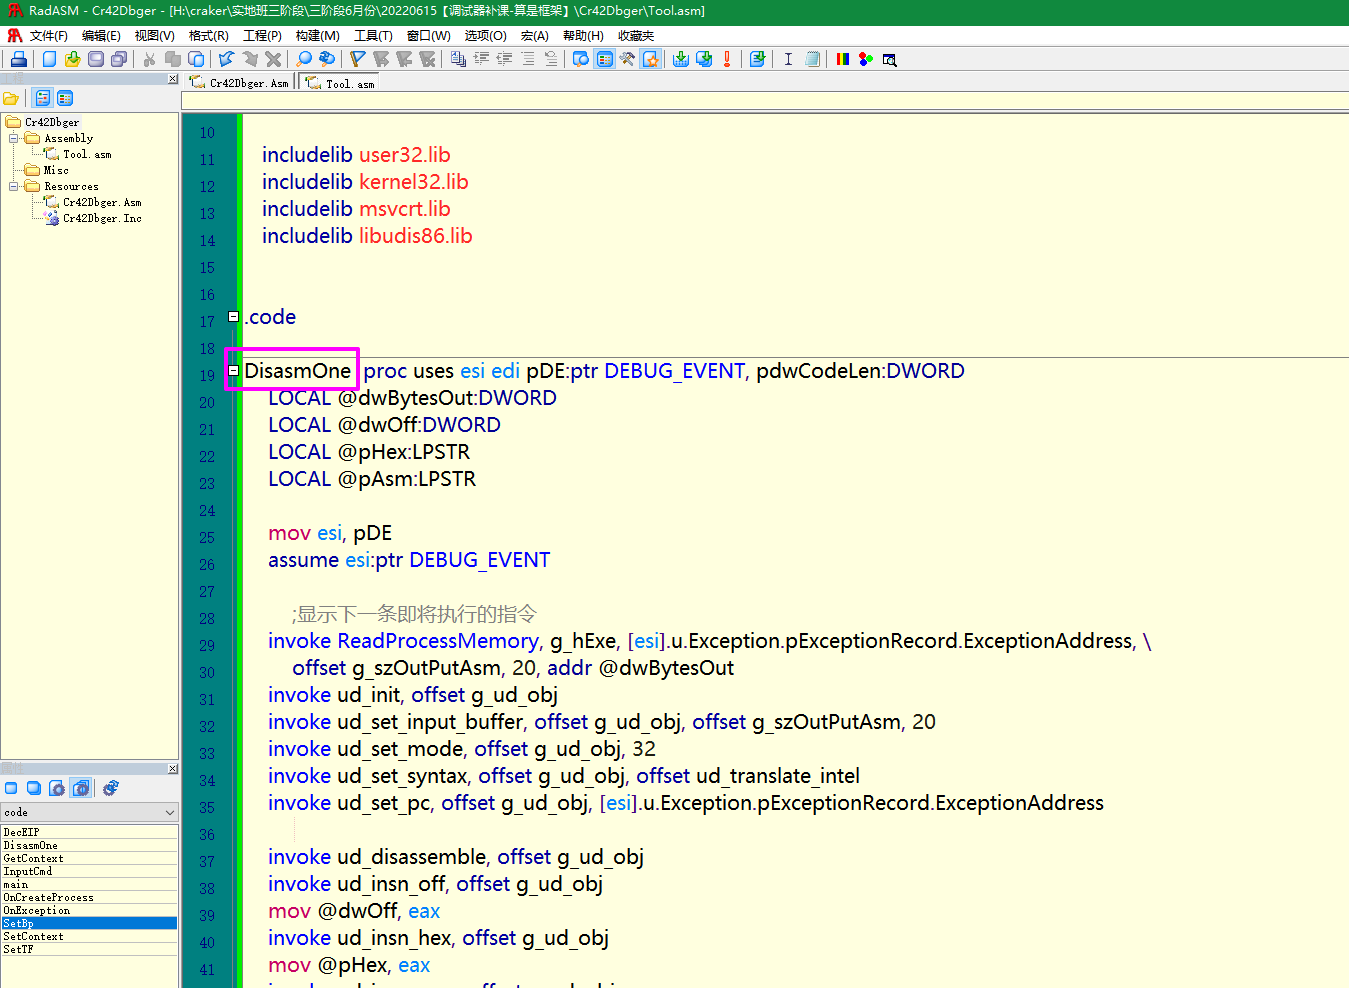 RadASM - Cr42Dbger - [H:\craker\实地班三阶段\三阶段6月份\20220615【调试器补课-算是框架】\Cr42Dbger\Tool.asm]
文件(F) 编辑(E) 视图(V) 格式(R) 工程(P) 构建(M) 工具(T) 窗口(W) 选项(O) 宏(A) 帮助(H) 收藏夹
Cr42Dbger.Asm Tool.asm
Cr42Dbger
Assembly
Tool.asm
Misc
Resources
Cr42Dbger.Asm
Cr42Dbger.Inc
code
DecEIP
DisasmOne
GetContext
InputCmd
main
OnCreateProcess
OnException
SetBp
SetContext
SetTF
10
11 includelib user32.lib
12 includelib kernel32.lib
13 includelib msvcrt.lib
14 includelib libudis86.lib
15
16
17 .code
18
19 DisasmOne proc uses esi edi pDE:ptr DEBUG_EVENT, pdwCodeLen:DWORD
20 LOCAL @dwBytesOut:DWORD
21 LOCAL @dwOff:DWORD
22 LOCAL @pHex:LPSTR
23 LOCAL @pAsm:LPSTR
24
25 mov esi, pDE
26 assume esi:ptr DEBUG_EVENT
27
28 ;显示下一条即将执行的指令
29 invoke ReadProcessMemory, g_hExe, [esi].u.Exception.pExceptionRecord.ExceptionAddress, \
30 offset g_szOutPutAsm, 20, addr @dwBytesOut
31 invoke ud_init, offset g_ud_obj
32 invoke ud_set_input_buffer, offset g_ud_obj, offset g_szOutPutAsm, 20
33 invoke ud_set_mode, offset g_ud_obj, 32
34 invoke ud_set_syntax, offset g_ud_obj, offset ud_translate_intel
35 invoke ud_set_pc, offset g_ud_obj, [esi].u.Exception.pExceptionRecord.ExceptionAddress
36
37 invoke ud_disassemble, offset g_ud_obj
38 invoke ud_insn_off, offset g_ud_obj
39 mov @dwOff, eax
40 invoke ud_insn_hex, offset g_ud_obj
41 mov @pHex, eax